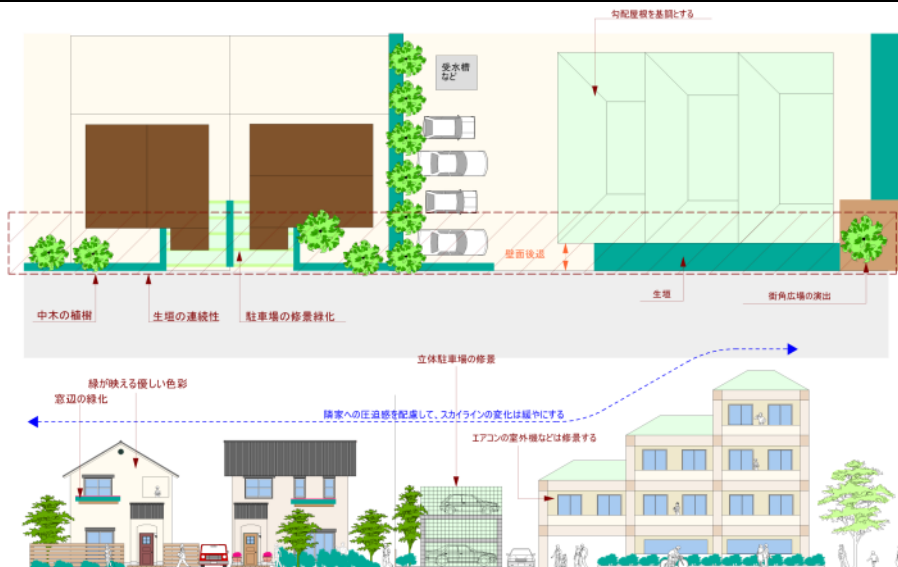 勾配屋根を基調とする
受水槽
など
壁面後退
生垣
街角広場の演出
中木の植樹
生垣の連続性
駐車場の修景緑化
立体駐車場の修景
緑が映える優しい色彩
窓辺の緑化
隣家への圧迫感を配慮して、スカイラインの変化は緩やにする
エアコンの室外機などは修景する